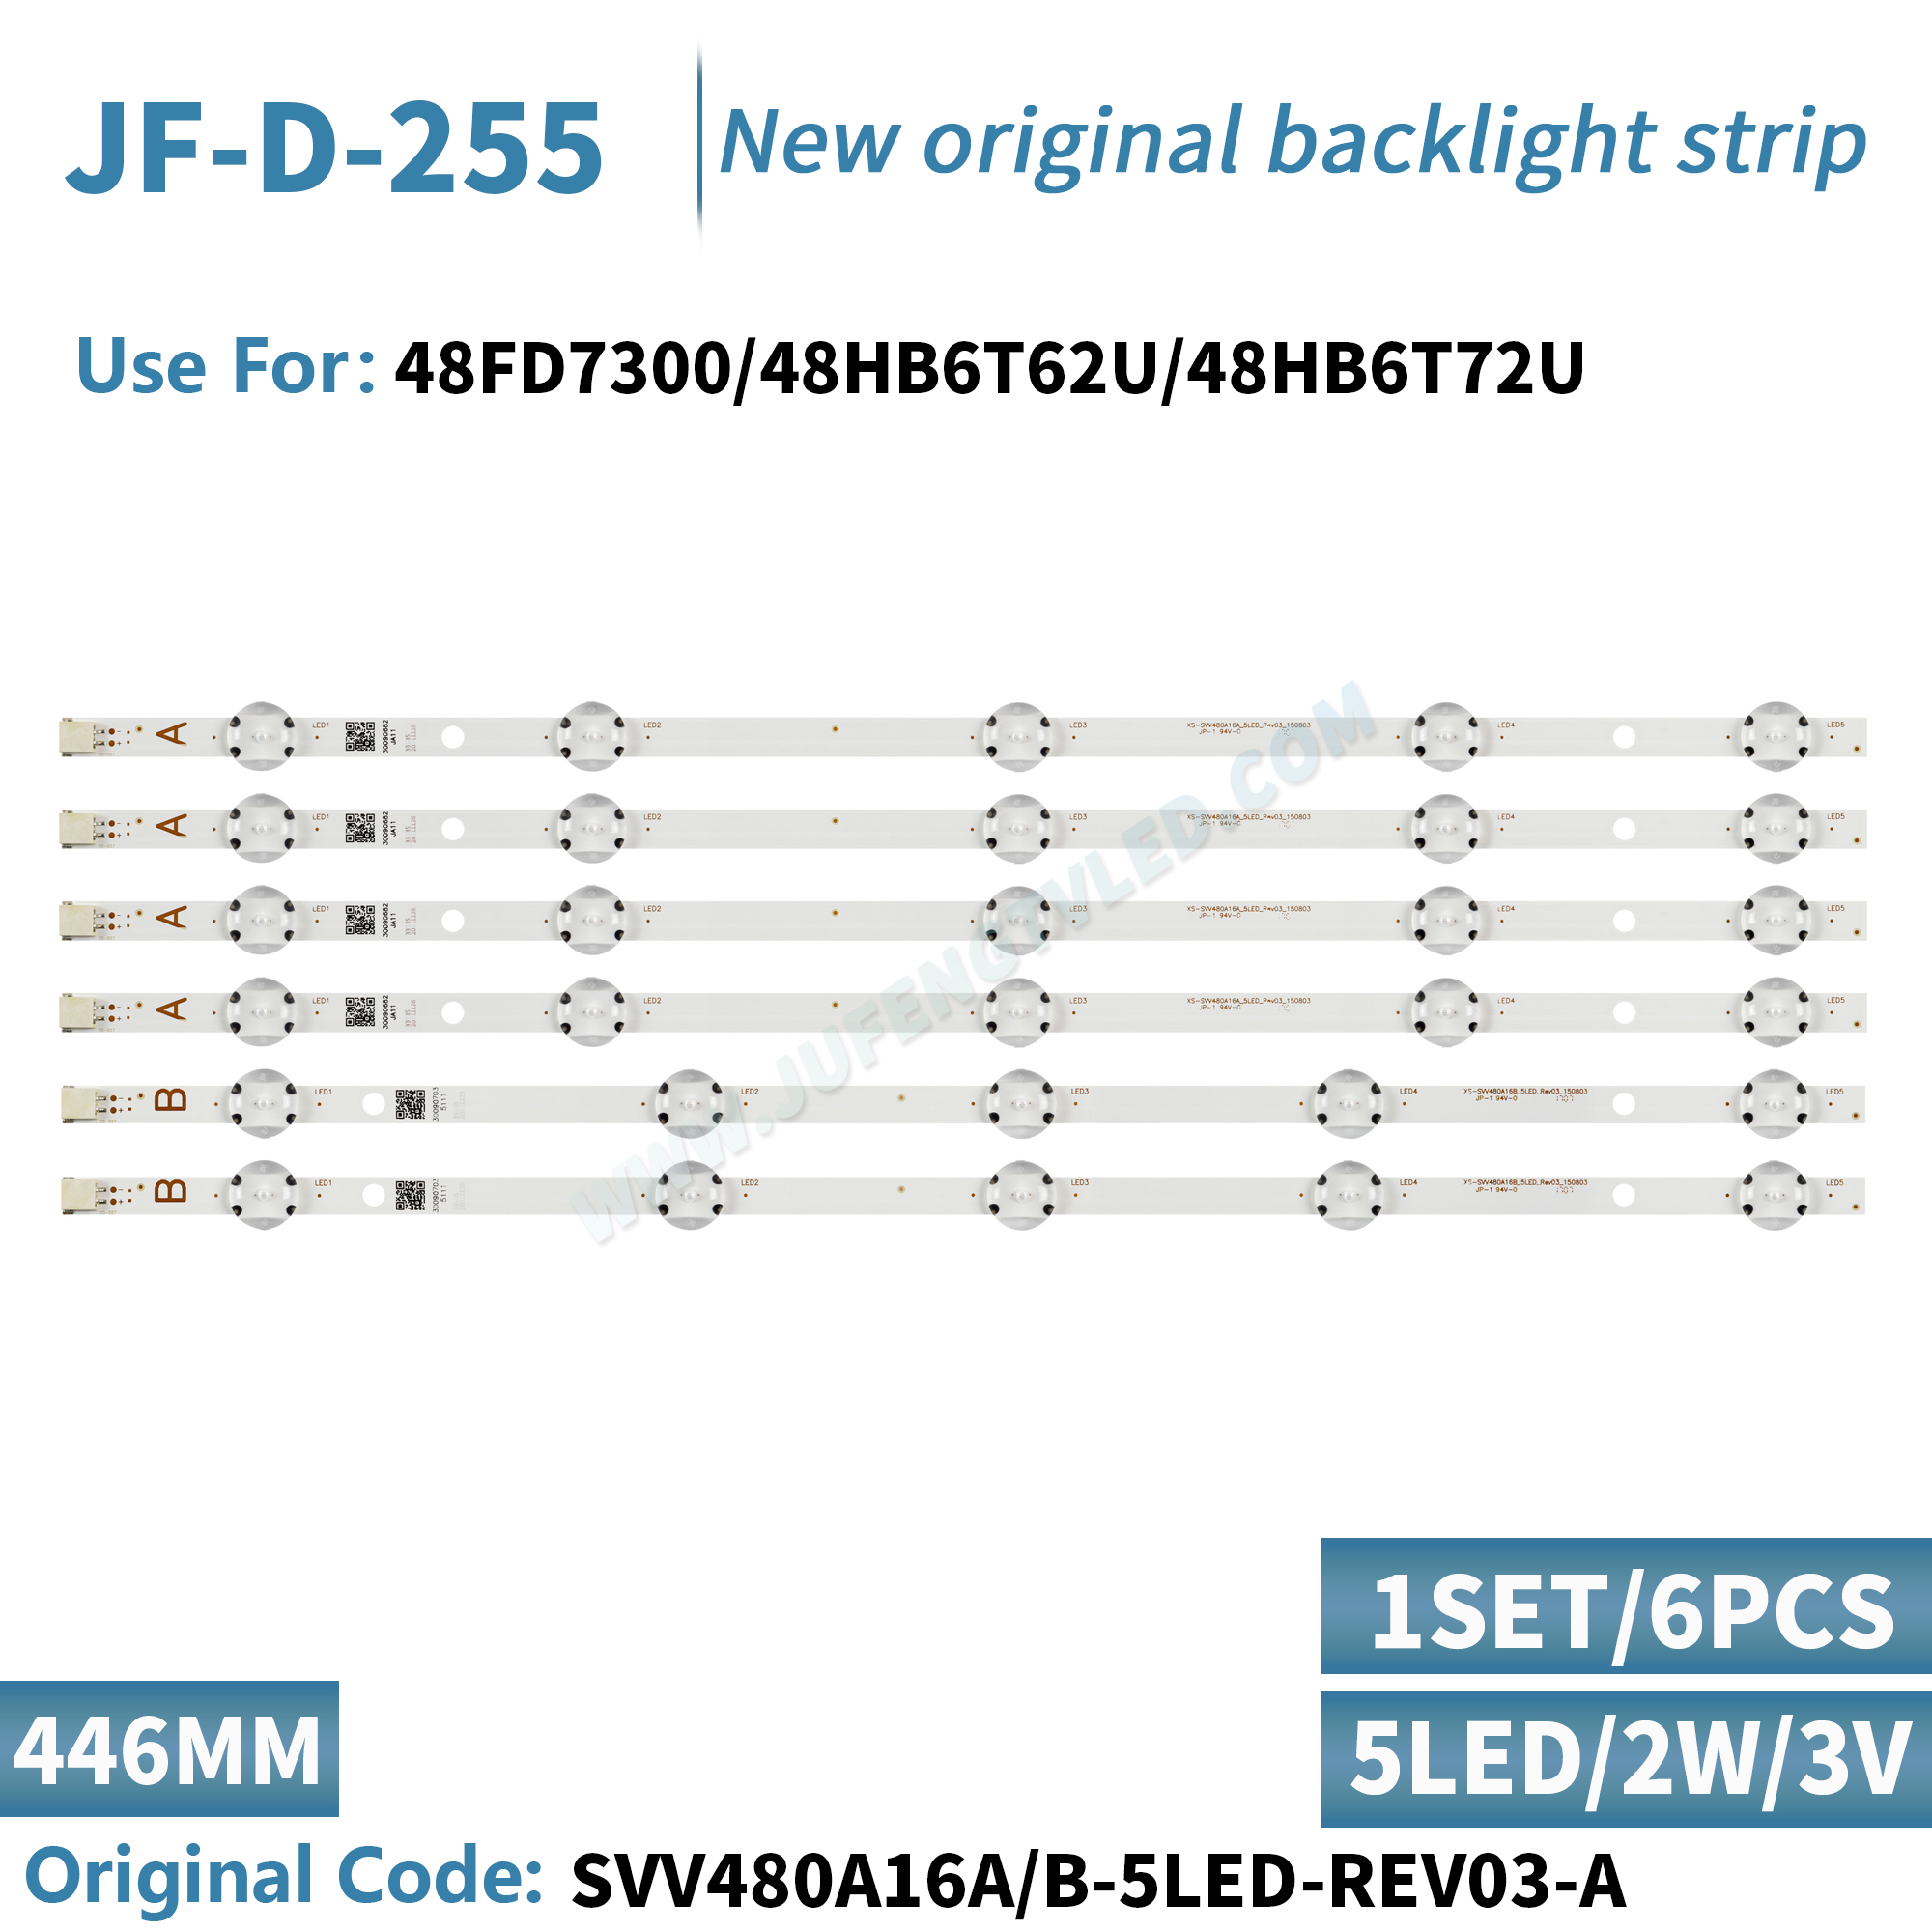 JF-D-255
New original backlight strip
Use For: 48FD7300/48HB6T62U/48HB6T72U
A LED1 30090682 JA11 LED2 LED3 XS-SVV480A16A_5LED_Rev03_150803 LED4 LED5
JP-1 94V-0
A LED1 30090682 JA11 LED2 LED3 XS-SVV480A16A_5LED_Rev03_150803 LED4 LED5
JP-1 94V-0
A LED1 30090682 JA11 LED2 LED3 XS-SVV480A16A_5LED_Rev03_150803 LED4 LED5
JP-1 94V-0
A LED1 30090682 JA11 LED2 LED3 XS-SVV480A16A_5LED_Rev03_150803 LED4 LED5
JP-1 94V-0
B LED1 30090703 5111 LED2 LED3 LED4 XS-SVV480A16B_5LED_Rev03_150803 LED5
JP-1 94V-0 1707
B LED1 30090703 5111 LED2 LED3 LED4 XS-SVV480A16B_5LED_Rev03_150803 LED5
JP-1 94V-0 1707
WWW.JUFENGTVLED.COM
1SET/6PCS
446MM
5LED/2W/3V
Original Code: SVV480A16A/B-5LED-REV03-A